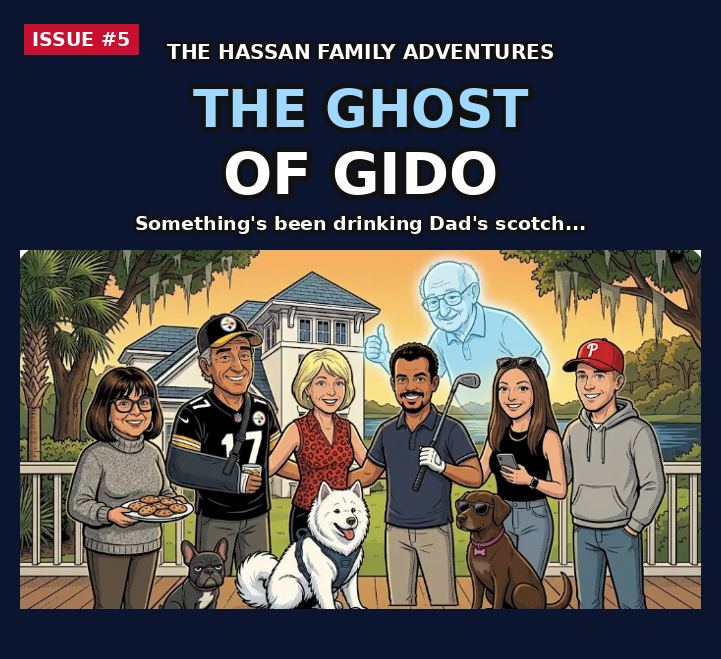 ISSUE #5
THE HASSAN FAMILY ADVENTURES
THE GHOST
OF GIDO
Something's been drinking Dad's scotch...
17
P